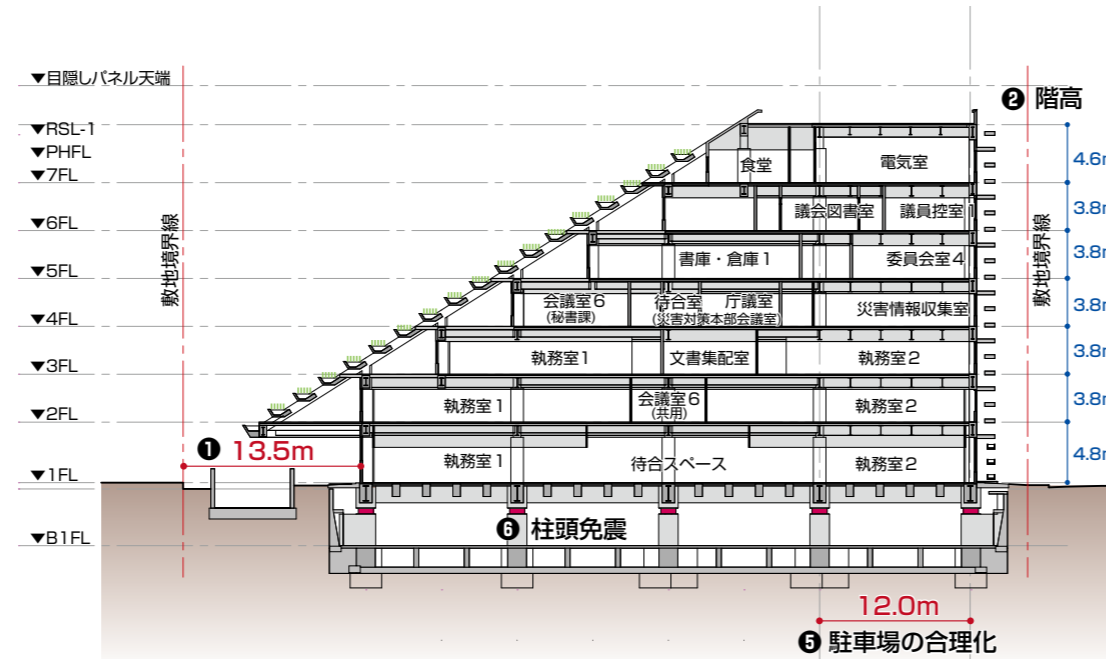 ▼目隠しパネル天端
❷ 階高
▼RSL-1
▼PHFL
▼7FL
▼6FL
▼5FL
▼4FL
▼3FL
▼2FL
▼1FL
▼B1FL
敷地境界線
敷地境界線
食堂
電気室
4.6m
議会図書室
議員控室1
3.8m
書庫・倉庫1
委員会室4
3.8m
会議室6
(秘書課)
待合室
庁議室
(災害対策本部会議室)
災害情報収集室
3.8m
執務室1
文書集配室
執務室2
3.8m
執務室1
会議室6
(共用)
執務室2
3.8m
❶ 13.5m
執務室1
待合スペース
執務室2
4.8m
❻ 柱頭免震
12.0m
❺ 駐車場の合理化